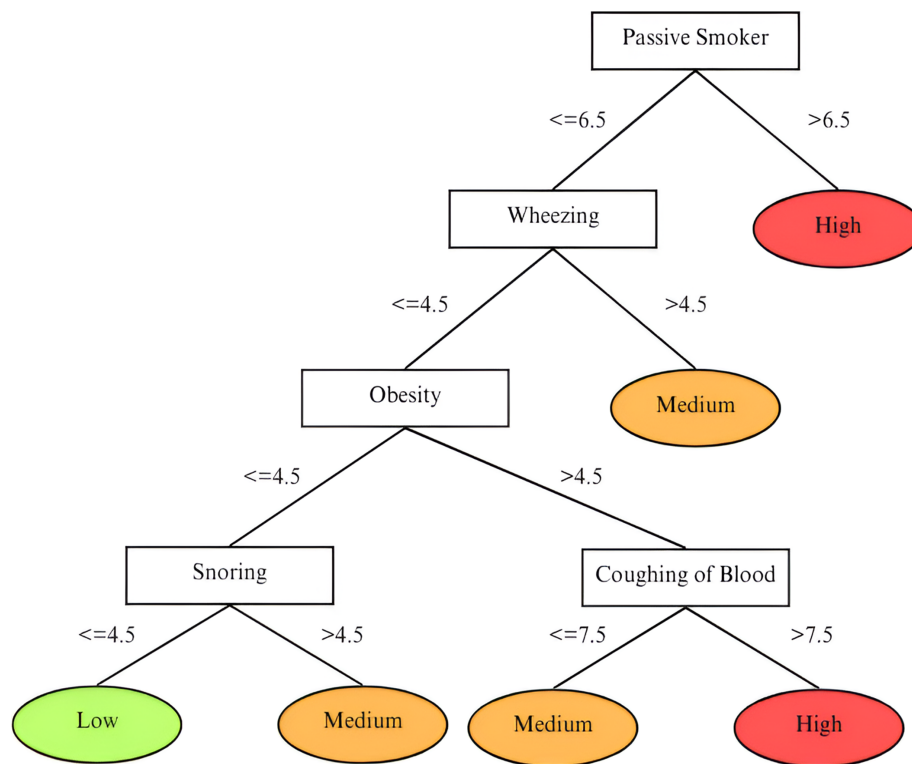 Passive Smoker
<=6.5
>6.5
Wheezing
High
<=4.5
>4.5
Obesity
Medium
<=4.5
>4.5
Snoring
Coughing of Blood
<=4.5
>4.5
<=7.5
>7.5
Low
Medium
Medium
High